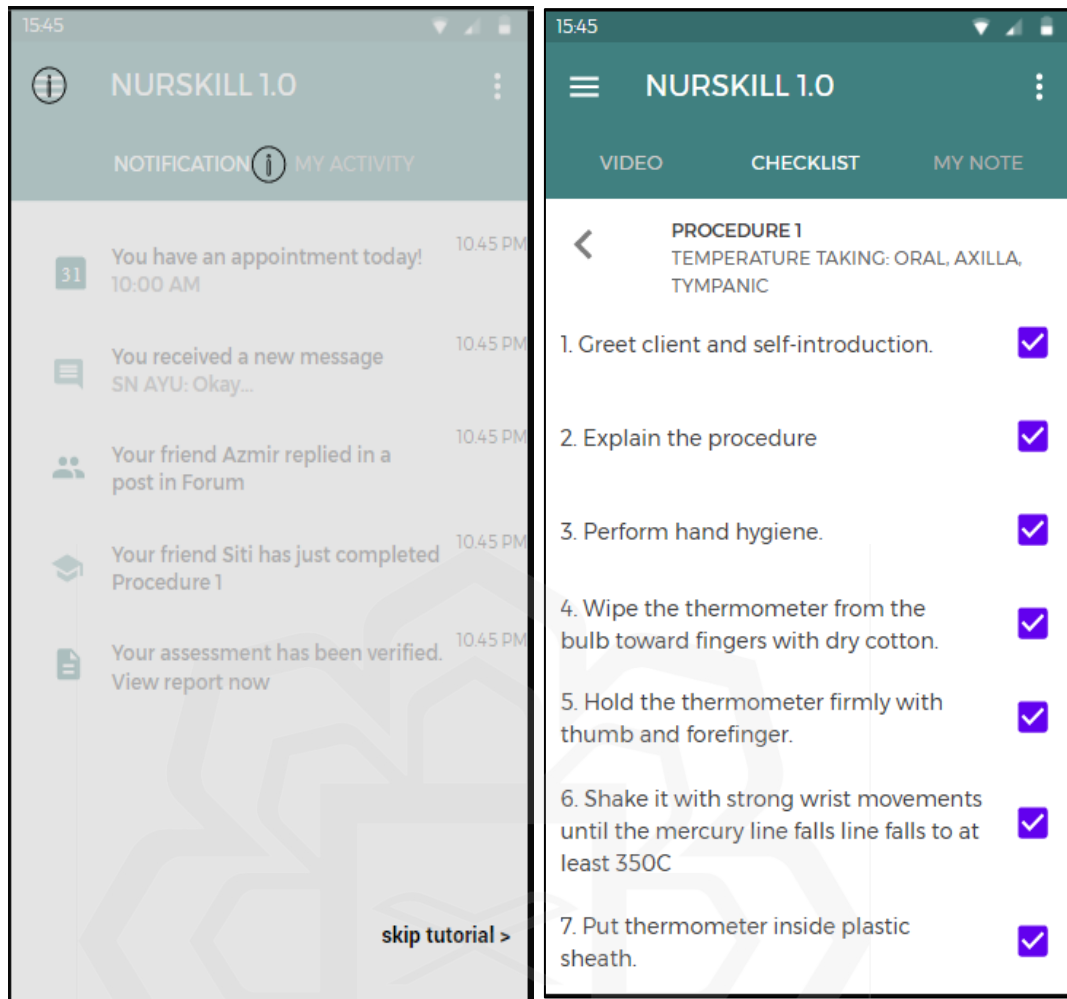 15:45
NURSKILL 1.0
NOTIFICATION MY ACTIVITY
You have an appointment today!
10:00 AM
10.45 PM
31
You received a new message
SN AYU: Okay...
10.45 PM
Your friend Azmir replied in a
post in Forum
10.45 PM
Your friend Siti has just completed
Procedure 1
10.45 PM
Your assessment has been verified.
View report now
10.45 PM
skip tutorial >
15:45
NURSKILL 1.0
VIDEO CHECKLIST MY NOTE
PROCEDURE 1
TEMPERATURE TAKING: ORAL, AXILLA,
TYMPANIC
1. Greet client and self-introduction.
2. Explain the procedure
3. Perform hand hygiene.
4. Wipe the thermometer from the
bulb toward fingers with dry cotton.
5. Hold the thermometer firmly with
thumb and forefinger.
6. Shake it with strong wrist movements
until the mercury line falls line falls to at
least 350C
7. Put thermometer inside plastic
sheath.